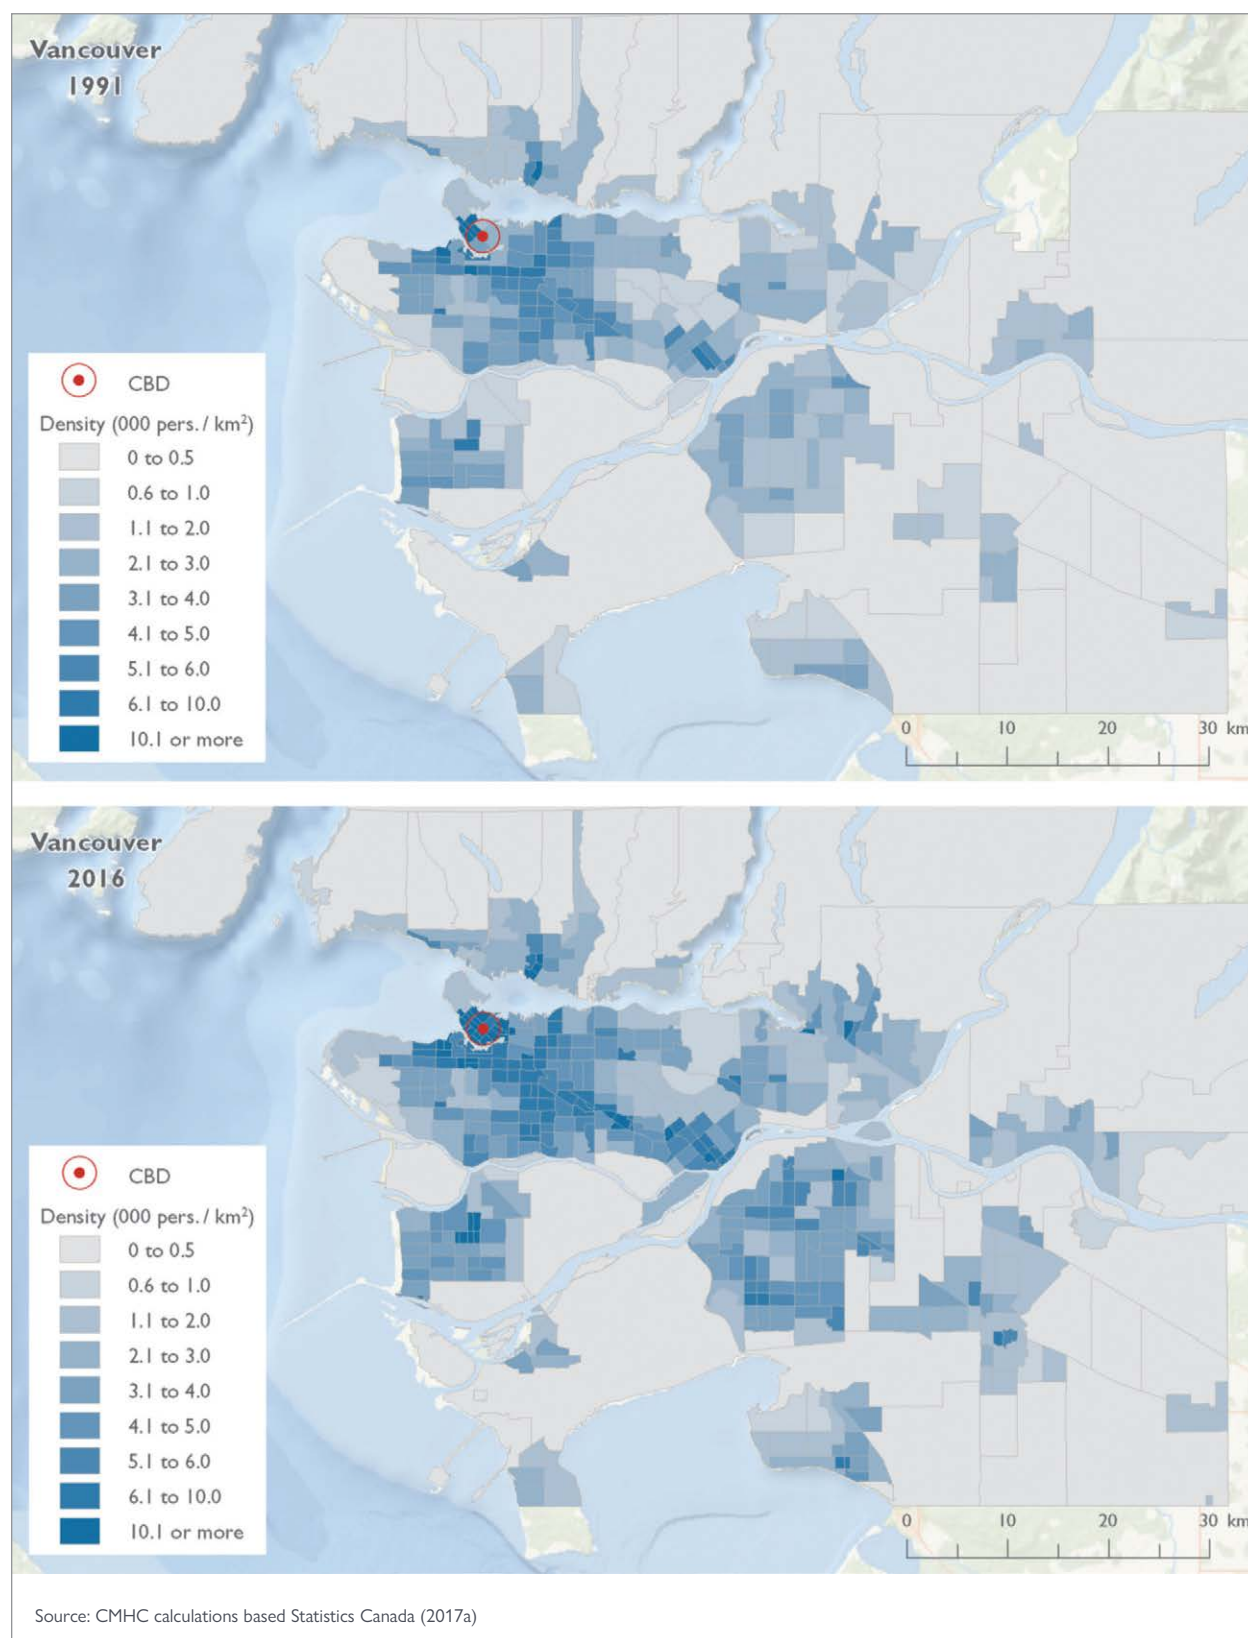 Vancouver
1991
CBD
Density (000 pers. / km²)
0 to 0.5
0.6 to 1.0
1.1 to 2.0
2.1 to 3.0
3.1 to 4.0
4.1 to 5.0
5.1 to 6.0
6.1 to 10.0
10.1 or more
0 10 20 30 km
Vancouver
2016
CBD
Density (000 pers. / km²)
0 to 0.5
0.6 to 1.0
1.1 to 2.0
2.1 to 3.0
3.1 to 4.0
4.1 to 5.0
5.1 to 6.0
6.1 to 10.0
10.1 or more
0 10 20 30 km
Source: CMHC calculations based Statistics Canada (2017a)